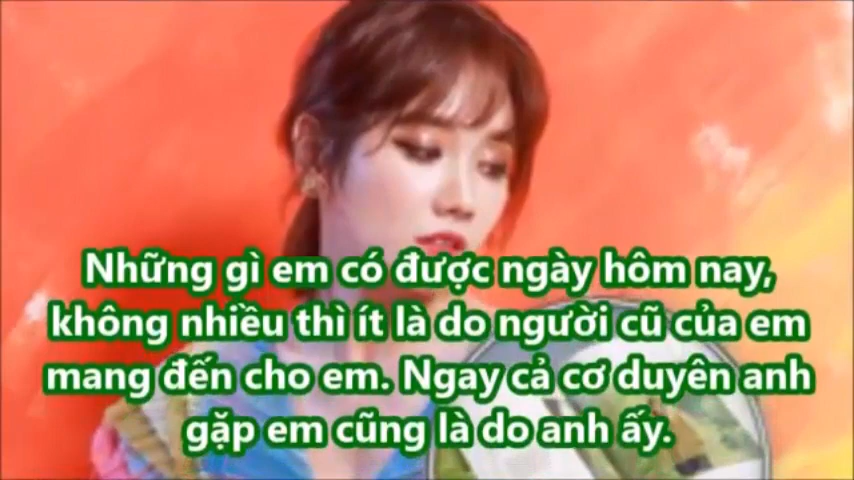 Những gì em có được ngày hôm nay,
không nhiều thì ít là do người cũ của em
mang đến cho em. Ngay cả cơ duyên anh
gặp em cũng là do anh ấy.